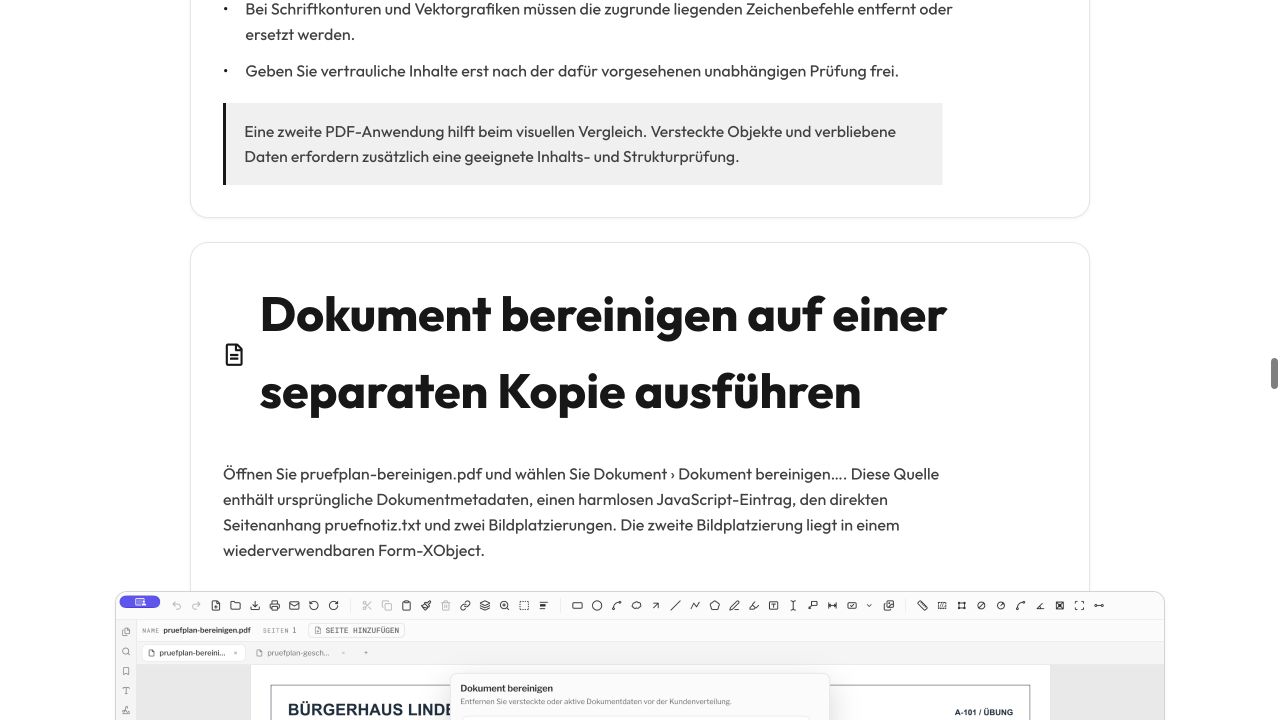 • Bei Schriftkonturen und Vektorgrafiken müssen die zugrunde liegenden Zeichenbefehle entfernt oder
ersetzt werden.
• Geben Sie vertrauliche Inhalte erst nach der dafür vorgesehenen unabhängigen Prüfung frei.
Eine zweite PDF-Anwendung hilft beim visuellen Vergleich. Versteckte Objekte und verbliebene
Daten erfordern zusätzlich eine geeignete Inhalts- und Strukturprüfung.
Dokument bereinigen auf einer
separaten Kopie ausführen
Öffnen Sie pruefplan-bereinigen.pdf und wählen Sie Dokument › Dokument bereinigen.... Diese Quelle
enthält ursprüngliche Dokumentmetadaten, einen harmlosen JavaScript-Eintrag, den direkten
Seitenanhang pruefnotiz.txt und zwei Bildplatzierungen. Die zweite Bildplatzierung liegt in einem
wiederverwendbaren Form-XObject.
NAME pruefplan-bereinigen.pdf SEITEN 1 SEITE HINZUFÜGEN
pruefplan-bereini... × pruefplan-gesch... × +
Dokument bereinigen
Entfernen Sie versteckte oder aktive Dokumentdaten vor der Kundenverteilung.
BÜRGERHAUS LINDE A-101 / ÜBUNG